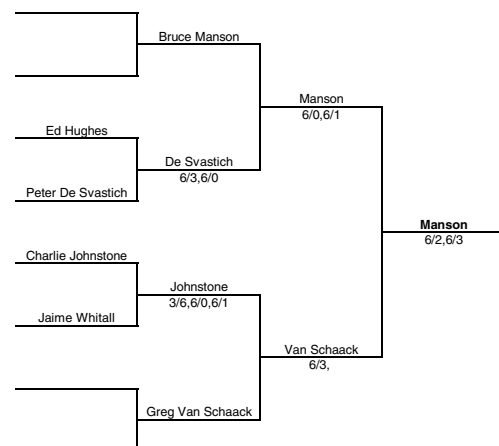 Bruce Manson
Manson
6/0,6/1
Ed Hughes
De Svastich
6/3,6/0
Peter De Svastich
Manson
6/2,6/3
Charlie Johnstone
Johnstone
3/6,6/0,6/1
Jaime Whitall
Van Schaack
6/3,
Greg Van Schaack